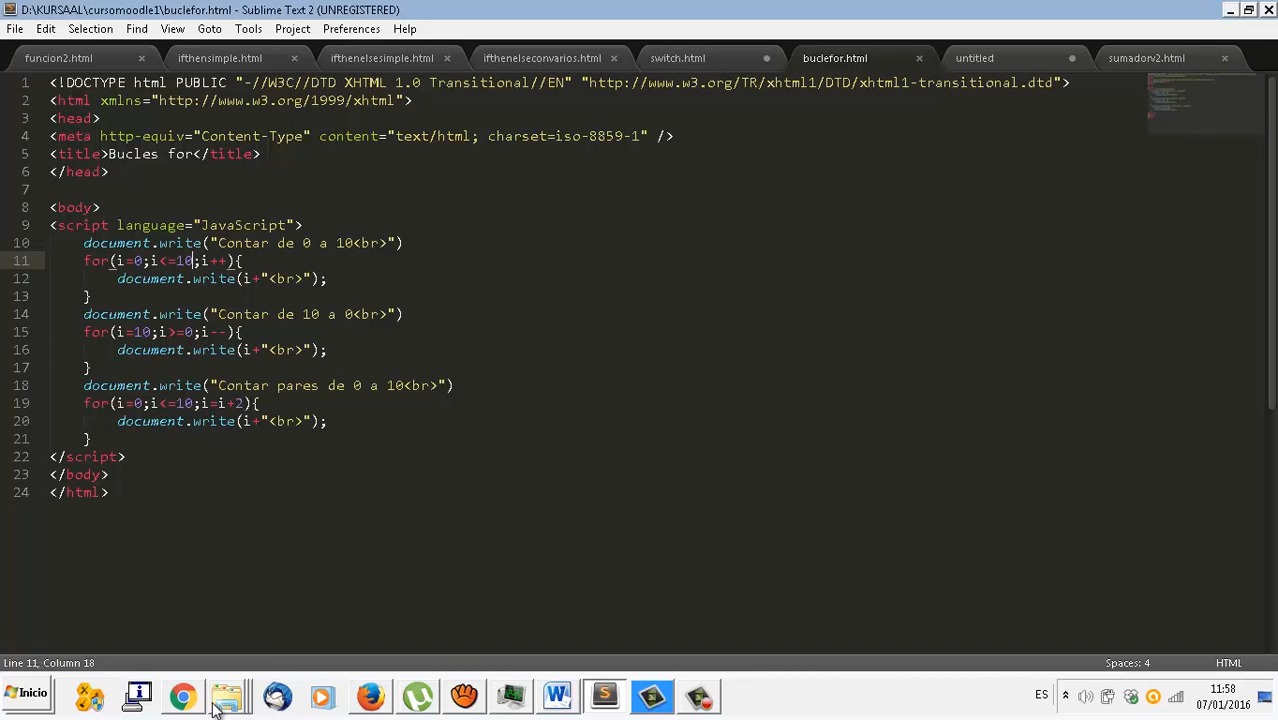 D:\KURSAAL\cursomoodle1\buclefor.html - Sublime Text 2 (UNREGISTERED)
File Edit Selection Find View Goto Tools Project Preferences Help
funcion2.html ifthensimple.html ifthenelsesimple.html ifthenelseconvarios.html switch.html buclefor.html untitled sumadorv2.html
1 <!DOCTYPE html PUBLIC "-//W3C//DTD XHTML 1.0 Transitional//EN" "http://www.w3.org/TR/xhtml1/DTD/xhtml1-transitional.dtd">
2 <html xmlns="http://www.w3.org/1999/xhtml">
3 <head>
4 <meta http-equiv="Content-Type" content="text/html; charset=iso-8859-1" />
5 <title>Bucles for</title>
6 </head>
7
8 <body>
9 <script language="JavaScript">
10 document.write("Contar de 0 a 10<br>")
11 for(i=0;i<=10;i++){
12 document.write(i+"<br>");
13 }
14 document.write("Contar de 10 a 0<br>")
15 for(i=10;i>=0;i--){
16 document.write(i+"<br>");
17 }
18 document.write("Contar pares de 0 a 10<br>")
19 for(i=0;i<=10;i=i+2){
20 document.write(i+"<br>");
21 }
22 </script>
23 </body>
24 </html>
Line 11, Column 18 Spaces: 4 HTML
Inicio ES 11:58
07/01/2016